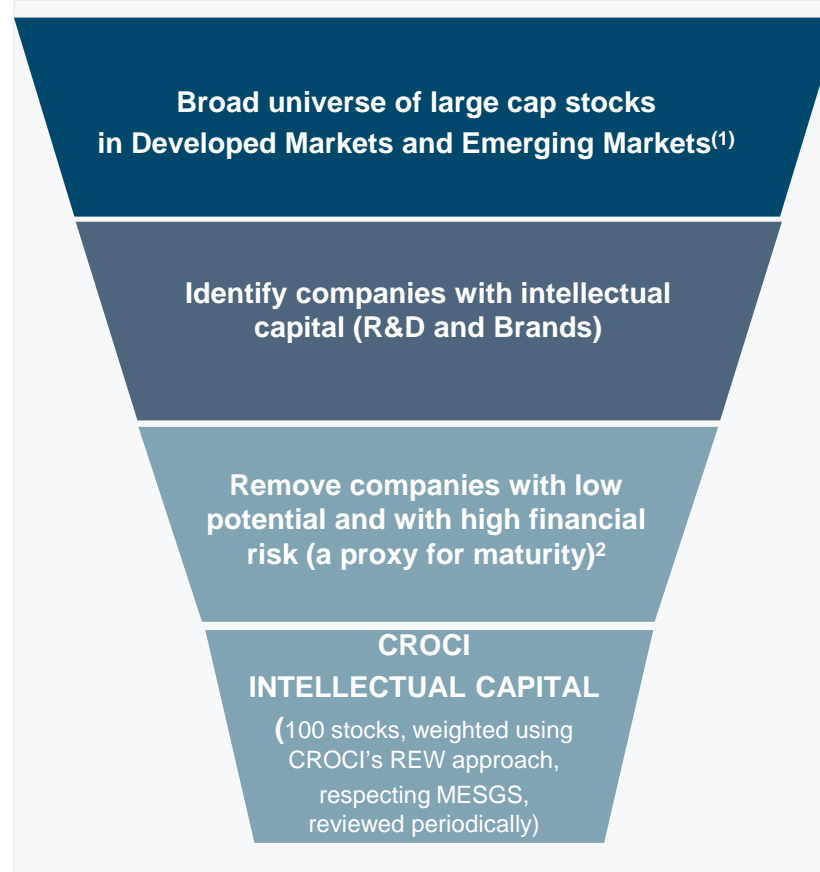 Broad universe of large cap stocks
in Developed Markets and Emerging Markets(1)
Identify companies with intellectual
capital (R&D and Brands)
Remove companies with low
potential and with high financial
risk (a proxy for maturity)2
CROCI
INTELLECTUAL CAPITAL
(100 stocks, weighted using
CROCI's REW approach,
respecting MESGS,
reviewed periodically)